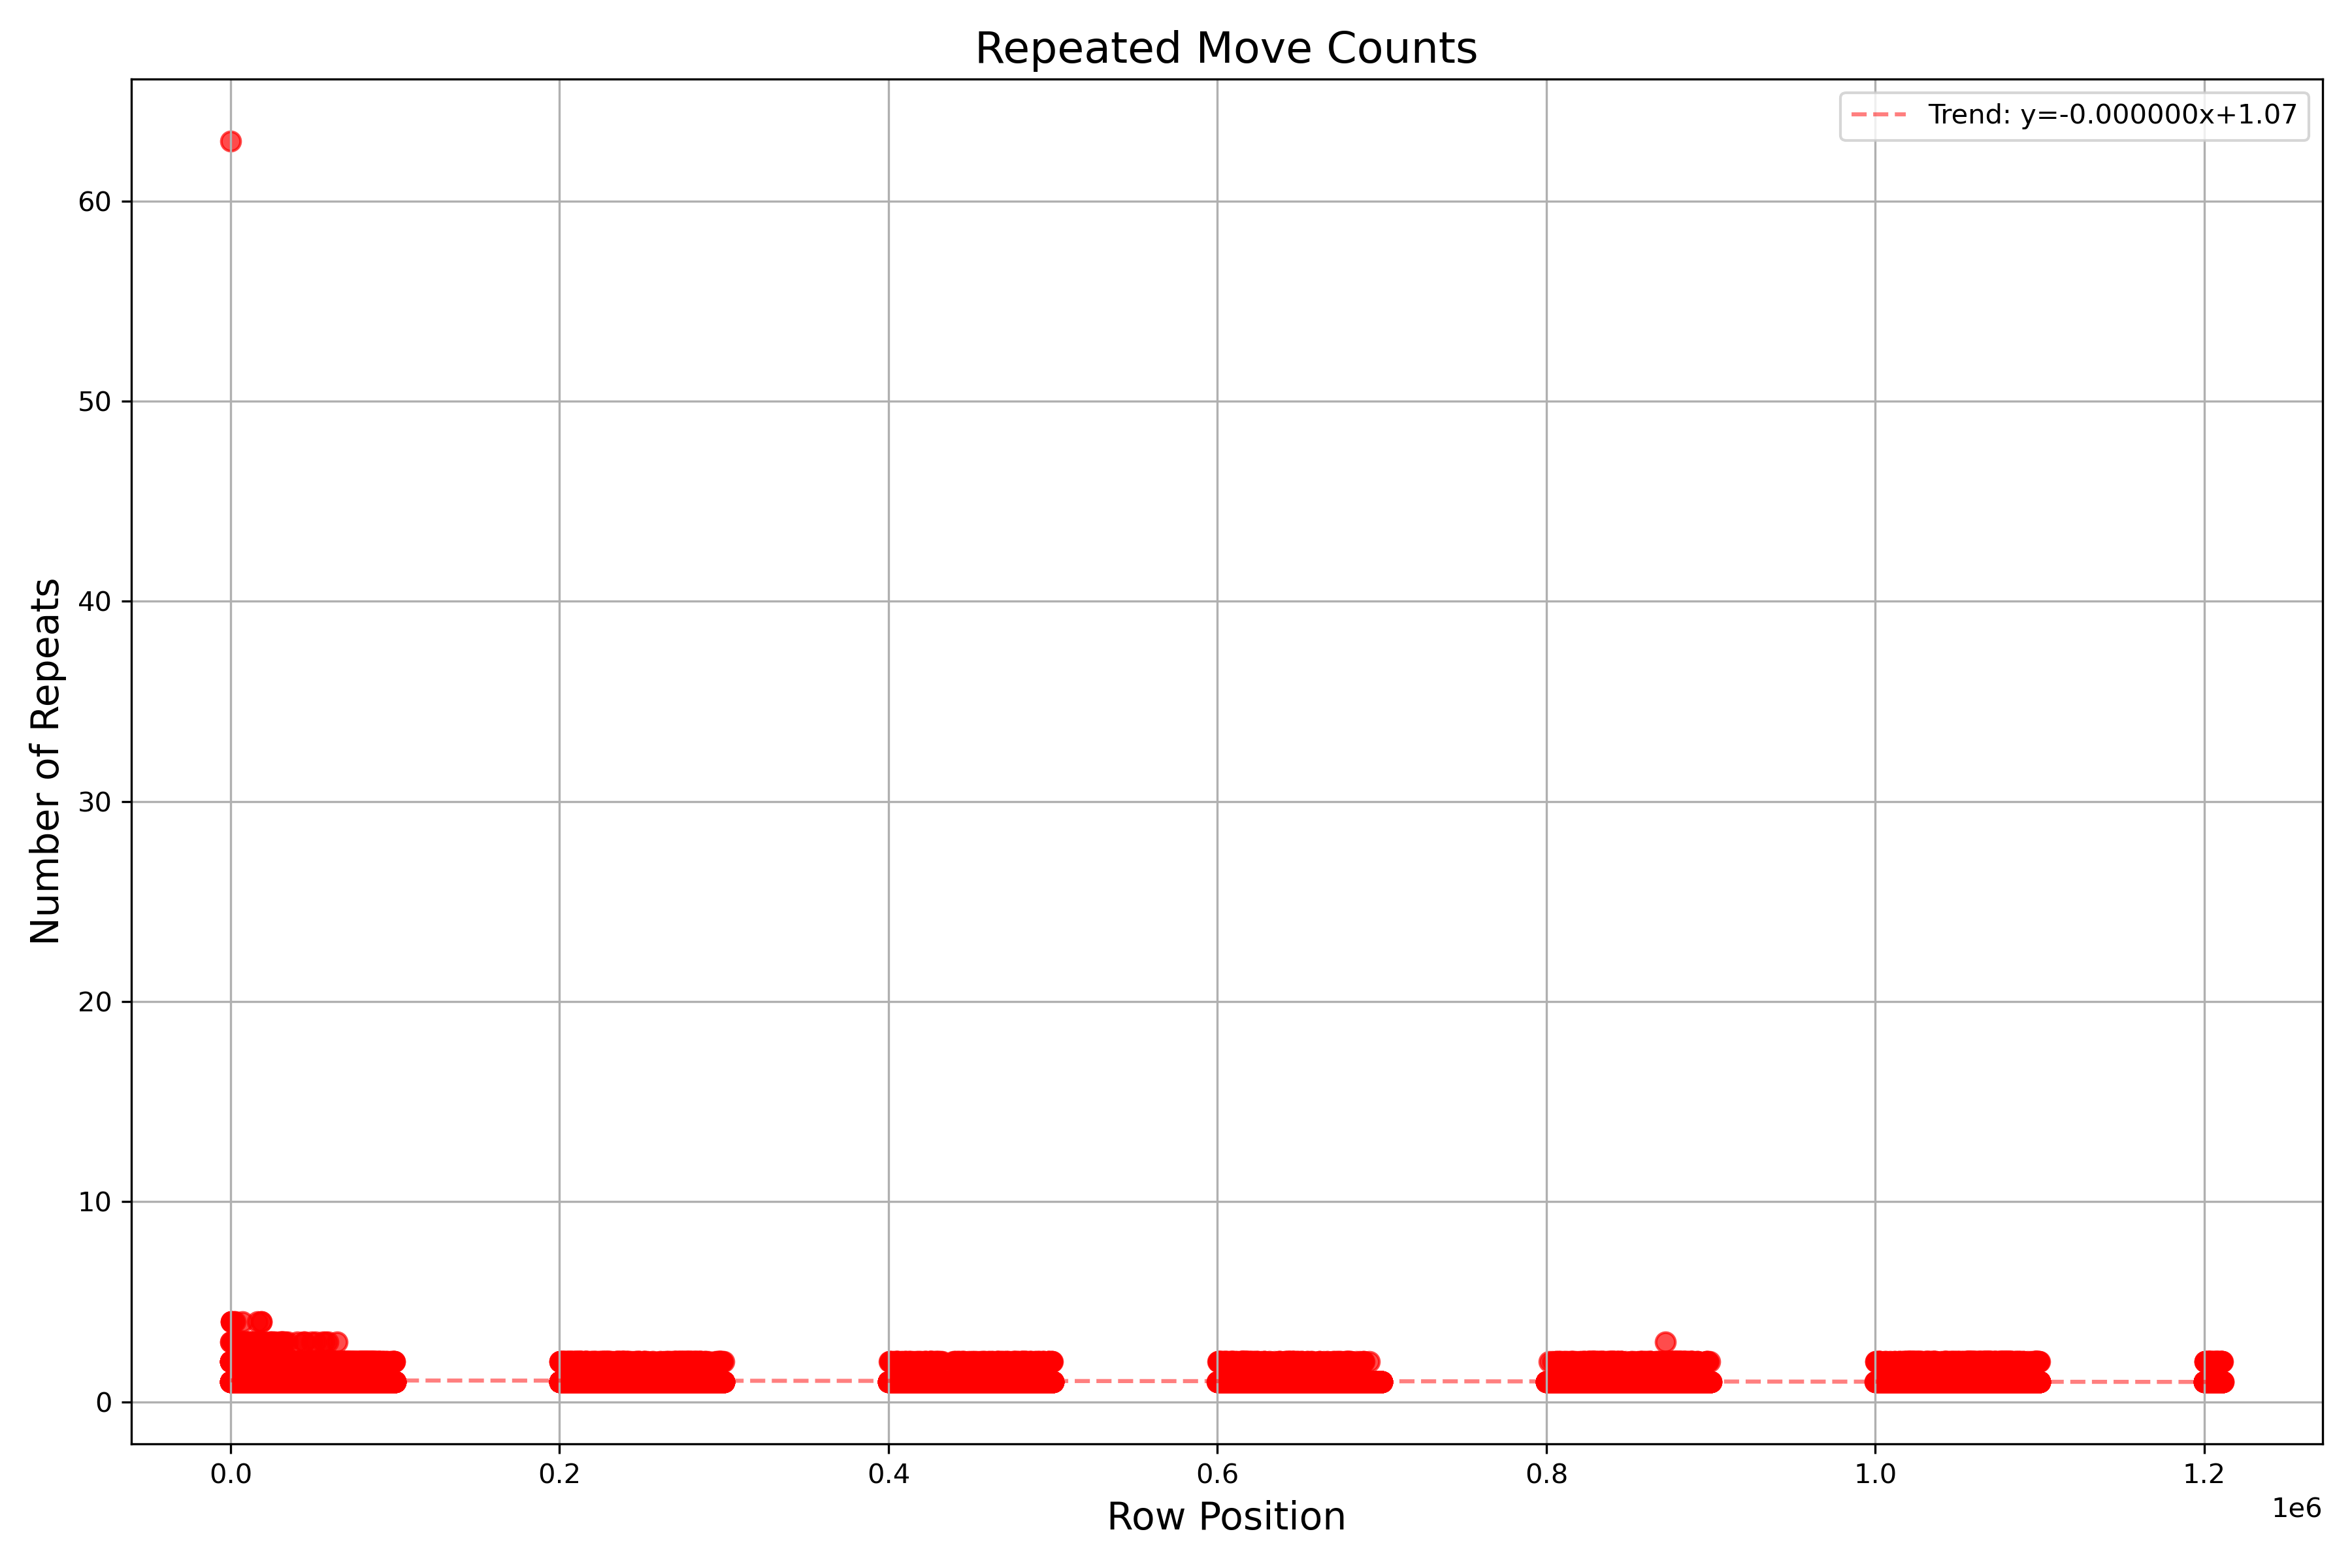 Repeated Move Counts
Trend: y=-0.000000x+1.07
Number of Repeats
60
50
40
30
20
10
0
0.0 0.2 0.4 0.6 0.8 1.0 1.2
1e6
Row Position